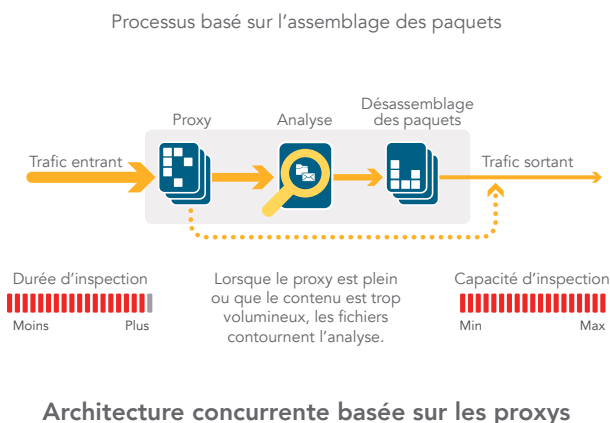 Processus basé sur l’assemblage des paquets
Proxy
Analyse
Désassemblage
des paquets
Trafic entrant
Trafic sortant
Durée d’inspection
Moins
Plus
Lorsque le proxy est plein
ou que le contenu est trop
volumineux, les fichiers
contournent l’analyse.
Capacité d’inspection
Min
Max
Architecture concurrente basée sur les proxys